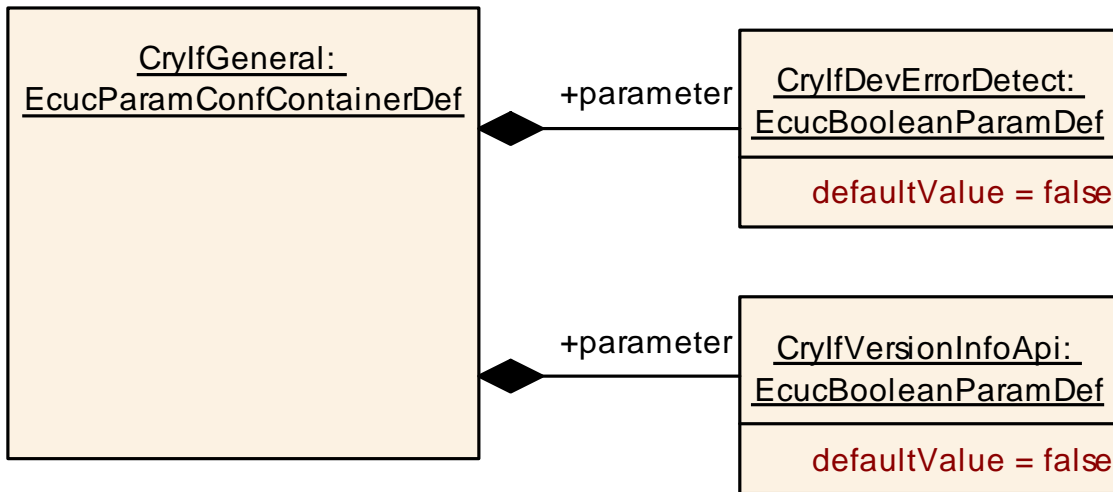 CryIfGeneral:
EcucParamConfContainerDef
+parameter
CryIfDevErrorDetect:
EcucBooleanParamDef
defaultValue = false
+parameter
CryIfVersionInfoApi:
EcucBooleanParamDef
defaultValue = false